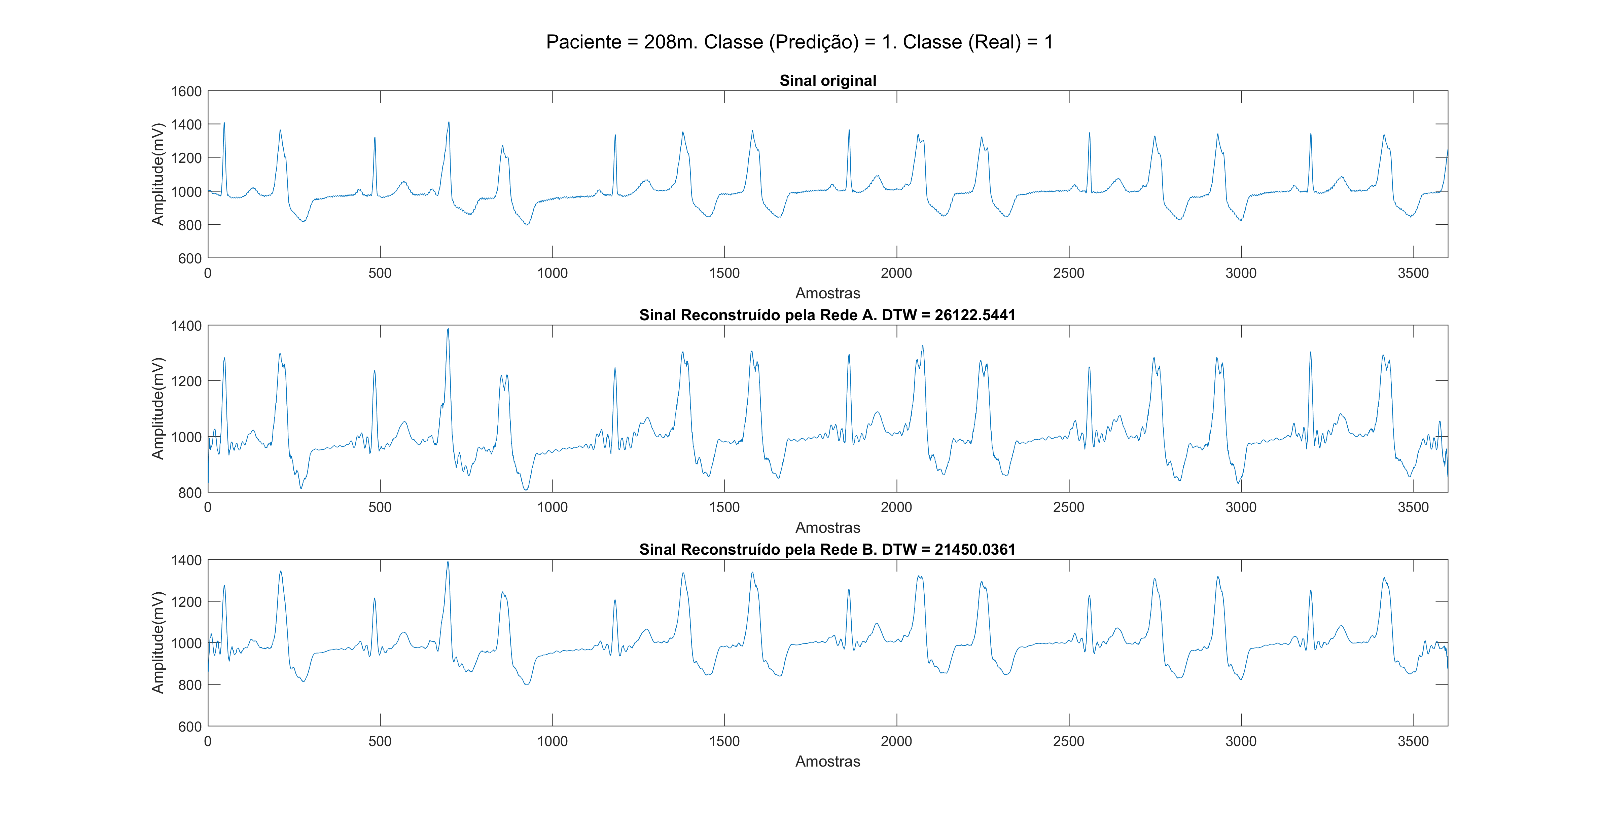 Paciente = 208m. Classe (Predição) = 1. Classe (Real) = 1
Sinal original
1600
1400
1200
1000
800
600
Amplitude(mV)
0 500 1000 1500 2000 2500 3000 3500
Amostras
Sinal Reconstruído pela Rede A. DTW = 26122.5441
1400
1200
1000
800
Amplitude(mV)
0 500 1000 1500 2000 2500 3000 3500
Amostras
Sinal Reconstruído pela Rede B. DTW = 21450.0361
1400
1200
1000
800
600
Amplitude(mV)
0 500 1000 1500 2000 2500 3000 3500
Amostras